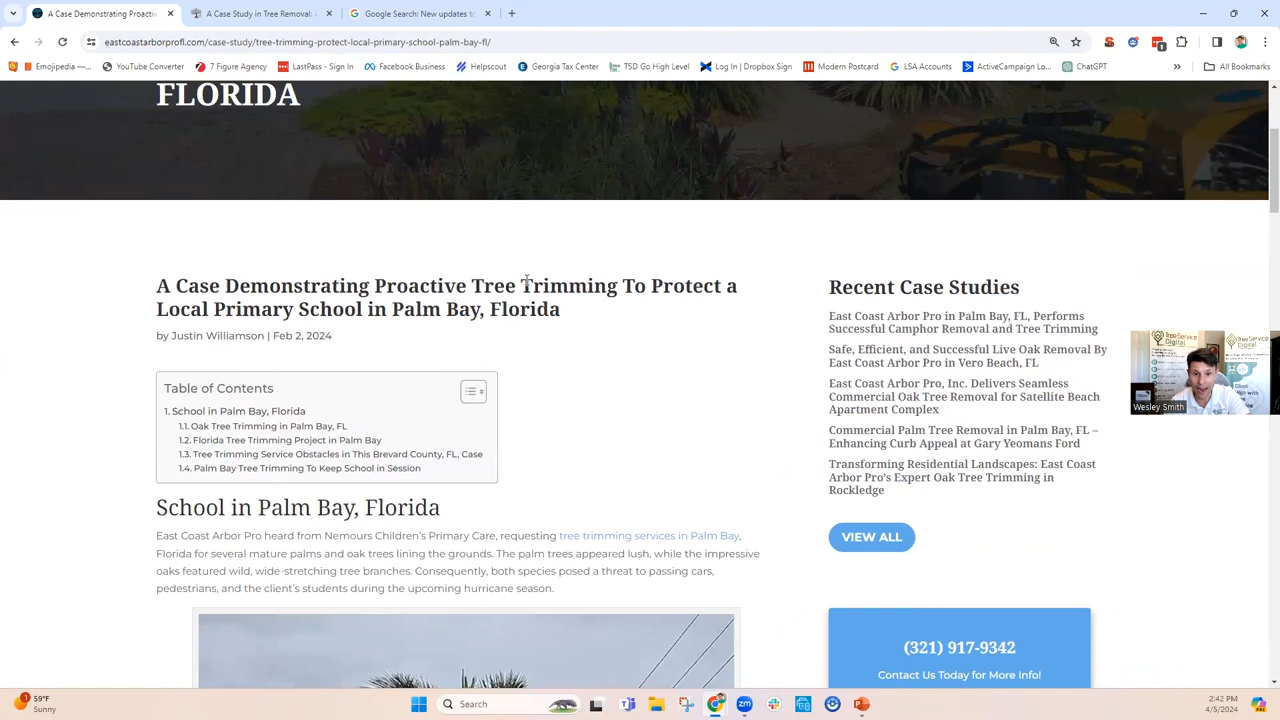 A Case Demonstrating Proactive
A Case Study in Tree Removal:
Google Search: New updates to
eastcoastarborprofl.com/case-study/tree-trimming-protect-local-primary-school-palm-bay-fl/
Emojipedia —...
YouTube Converter
7 Figure Agency
LastPass - Sign In
Facebook Business
Helpscout
Georgia Tax Center
TSD Go High Level
Log In | Dropbox Sign
Modern Postcard
LSA Accounts
ActiveCampaign Lo...
ChatGPT
All Bookmarks
FLORIDA
A Case Demonstrating Proactive Tree Trimming To Protect a
Local Primary School in Palm Bay, Florida
by Justin Williamson | Feb 2, 2024
Table of Contents
1. School in Palm Bay, Florida
1.1. Oak Tree Trimming in Palm Bay, FL
1.2. Florida Tree Trimming Project in Palm Bay
1.3. Tree Trimming Service Obstacles in This Brevard County, FL, Case
1.4. Palm Bay Tree Trimming To Keep School in Session
School in Palm Bay, Florida
East Coast Arbor Pro heard from Nemours Children's Primary Care, requesting tree trimming services in Palm Bay,
Florida for several mature palms and oak trees lining the grounds. The palm trees appeared lush, while the impressive
oaks featured wild, wide-stretching tree branches. Consequently, both species posed a threat to passing cars,
pedestrians, and the client's students during the upcoming hurricane season.
Recent Case Studies
East Coast Arbor Pro in Palm Bay, FL, Performs
Successful Camphor Removal and Tree Trimming
Safe, Efficient, and Successful Live Oak Removal By
East Coast Arbor Pro in Vero Beach, FL
East Coast Arbor Pro, Inc. Delivers Seamless
Commercial Oak Tree Removal for Satellite Beach
Apartment Complex
Commercial Palm Tree Removal in Palm Bay, FL –
Enhancing Curb Appeal at Gary Yeomans Ford
Transforming Residential Landscapes: East Coast
Arbor Pro's Expert Oak Tree Trimming in
Rockledge
VIEW ALL
(321) 917-9342
Contact Us Today for More Info!
Tree Service
Digital
Wesley Smith
59°F
Sunny
Search
2:42 PM
4/5/2024